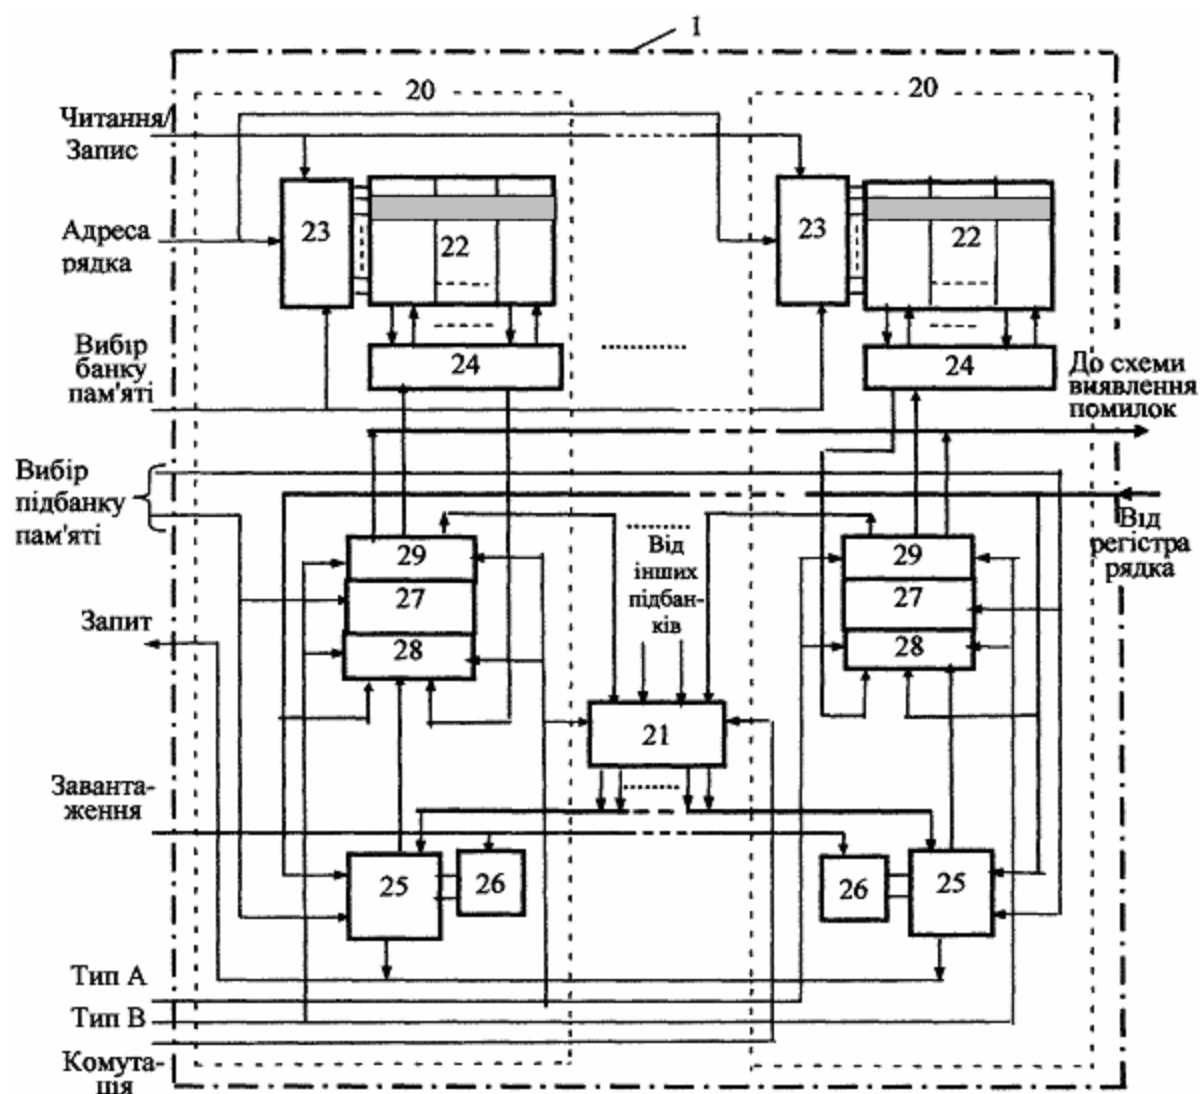 1
20
20
Читання/
Запис
23
22
23
22
Адреса
рядка
Вибір
банку
пам'яті
24
24
До схеми
виявлення
помилок
Вибір
підбанку
пам'яті
Від
регістра
рядка
29
27
28
Від
інших
підбан-
ків
29
27
28
Запит
21
Заванта-
ження
25
26
26
25
Тип А
Тип В
Комута-
ція